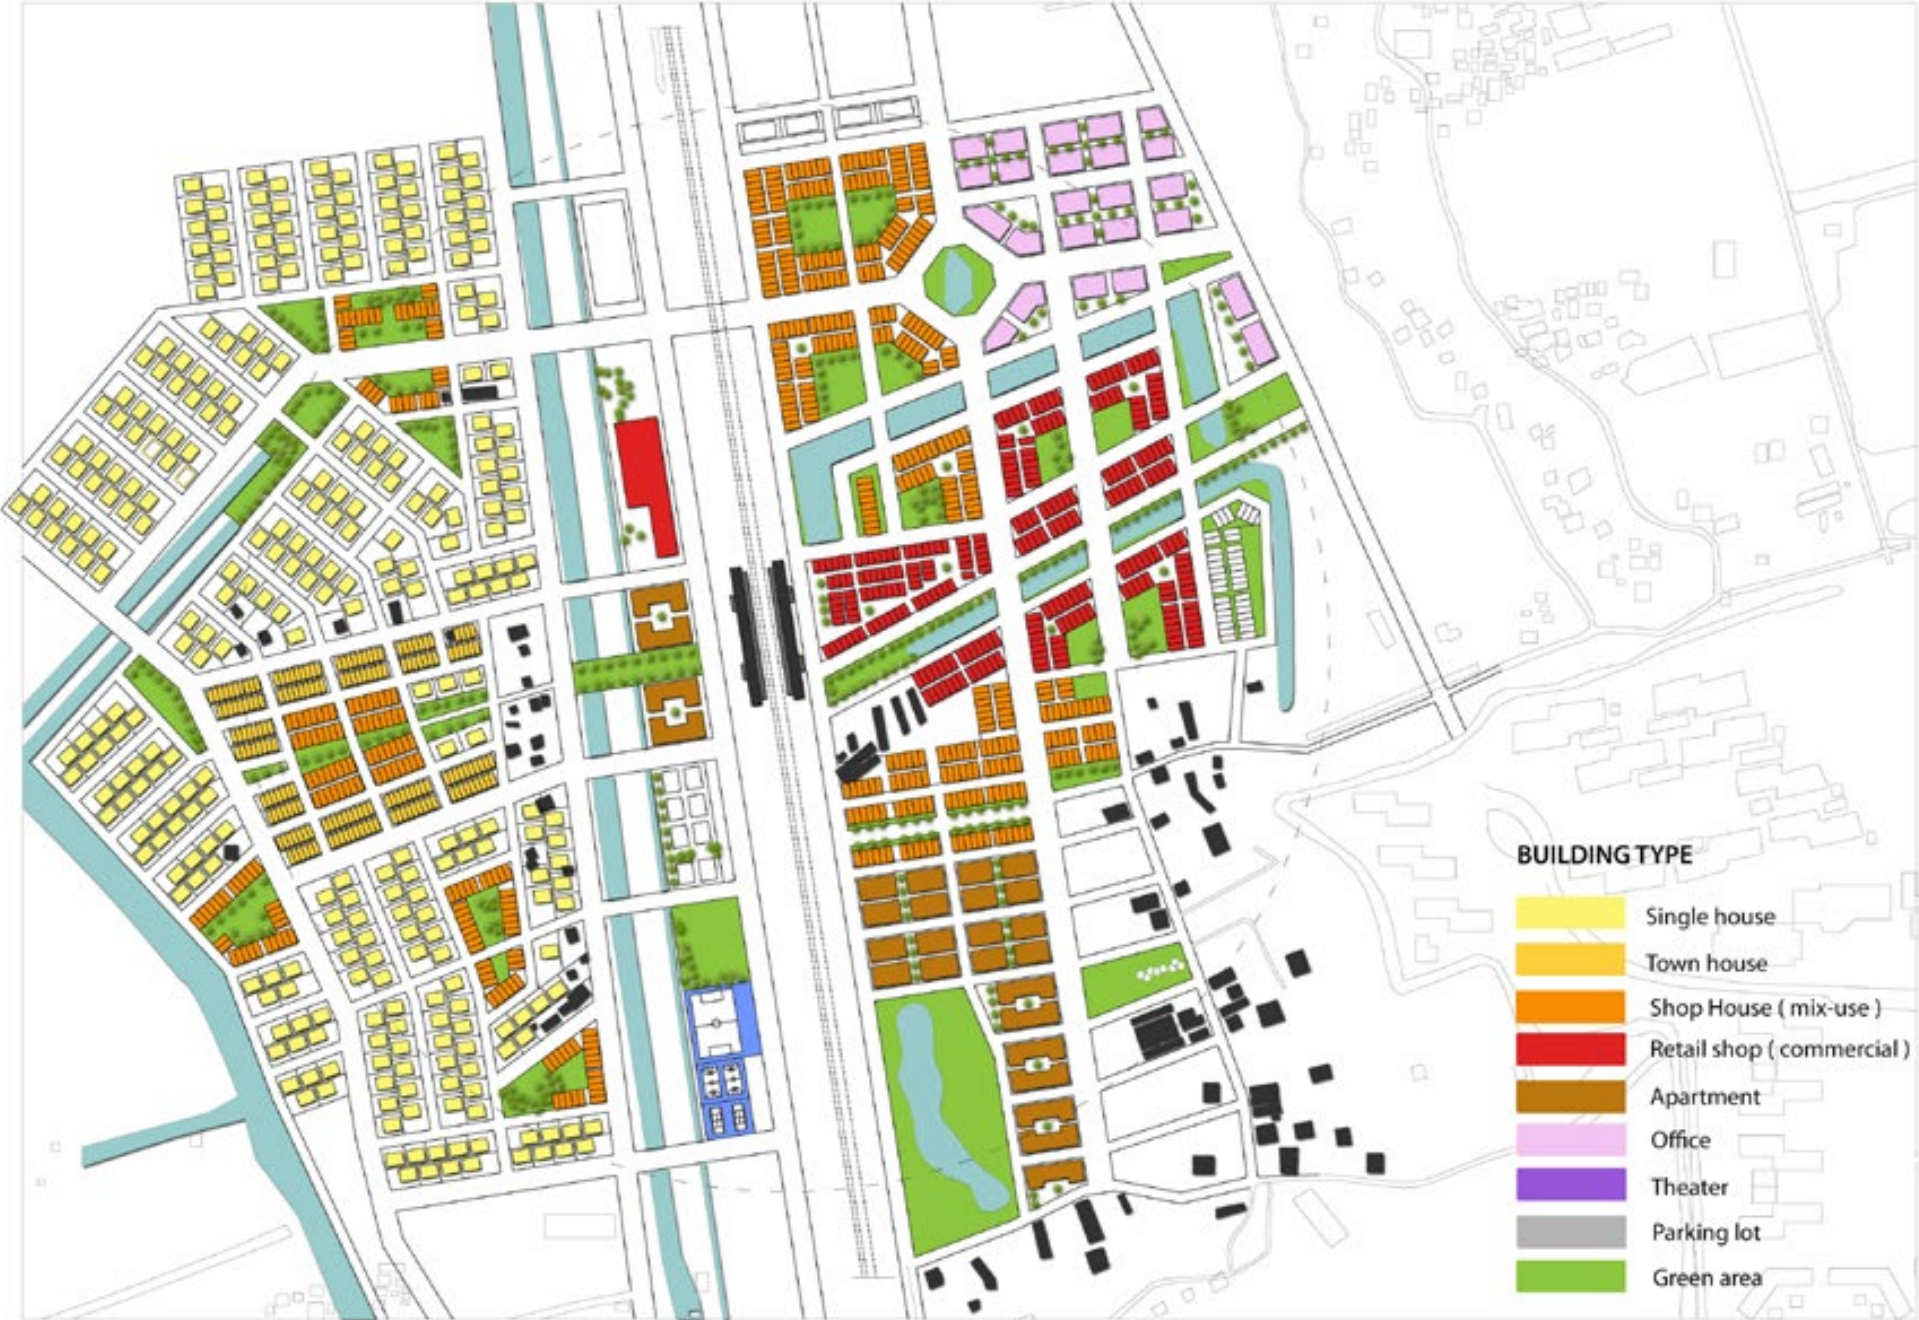 BUILDING TYPE
Single house
Town house
Shop House ( mix-use )
Retail shop ( commercial )
Apartment
Office
Theater
Parking lot
Green area